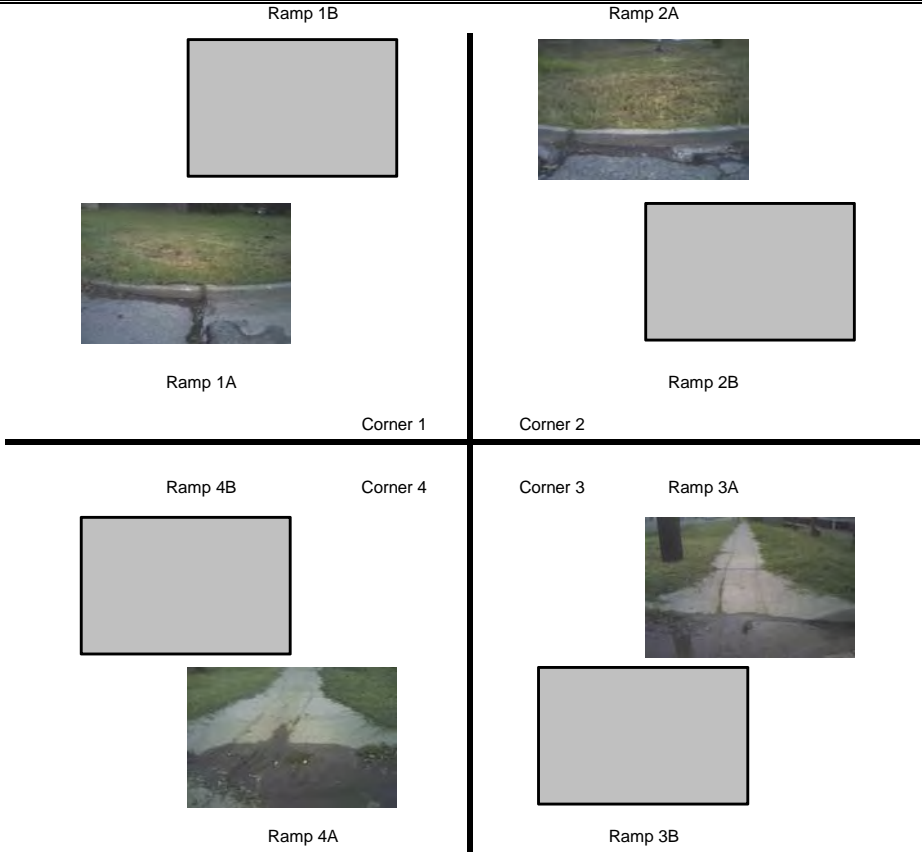 Ramp 1B
Ramp 2A
Ramp 1A
Ramp 2B
Corner 1
Corner 2
Ramp 4B
Corner 4
Corner 3
Ramp 3A
Ramp 4A
Ramp 3B